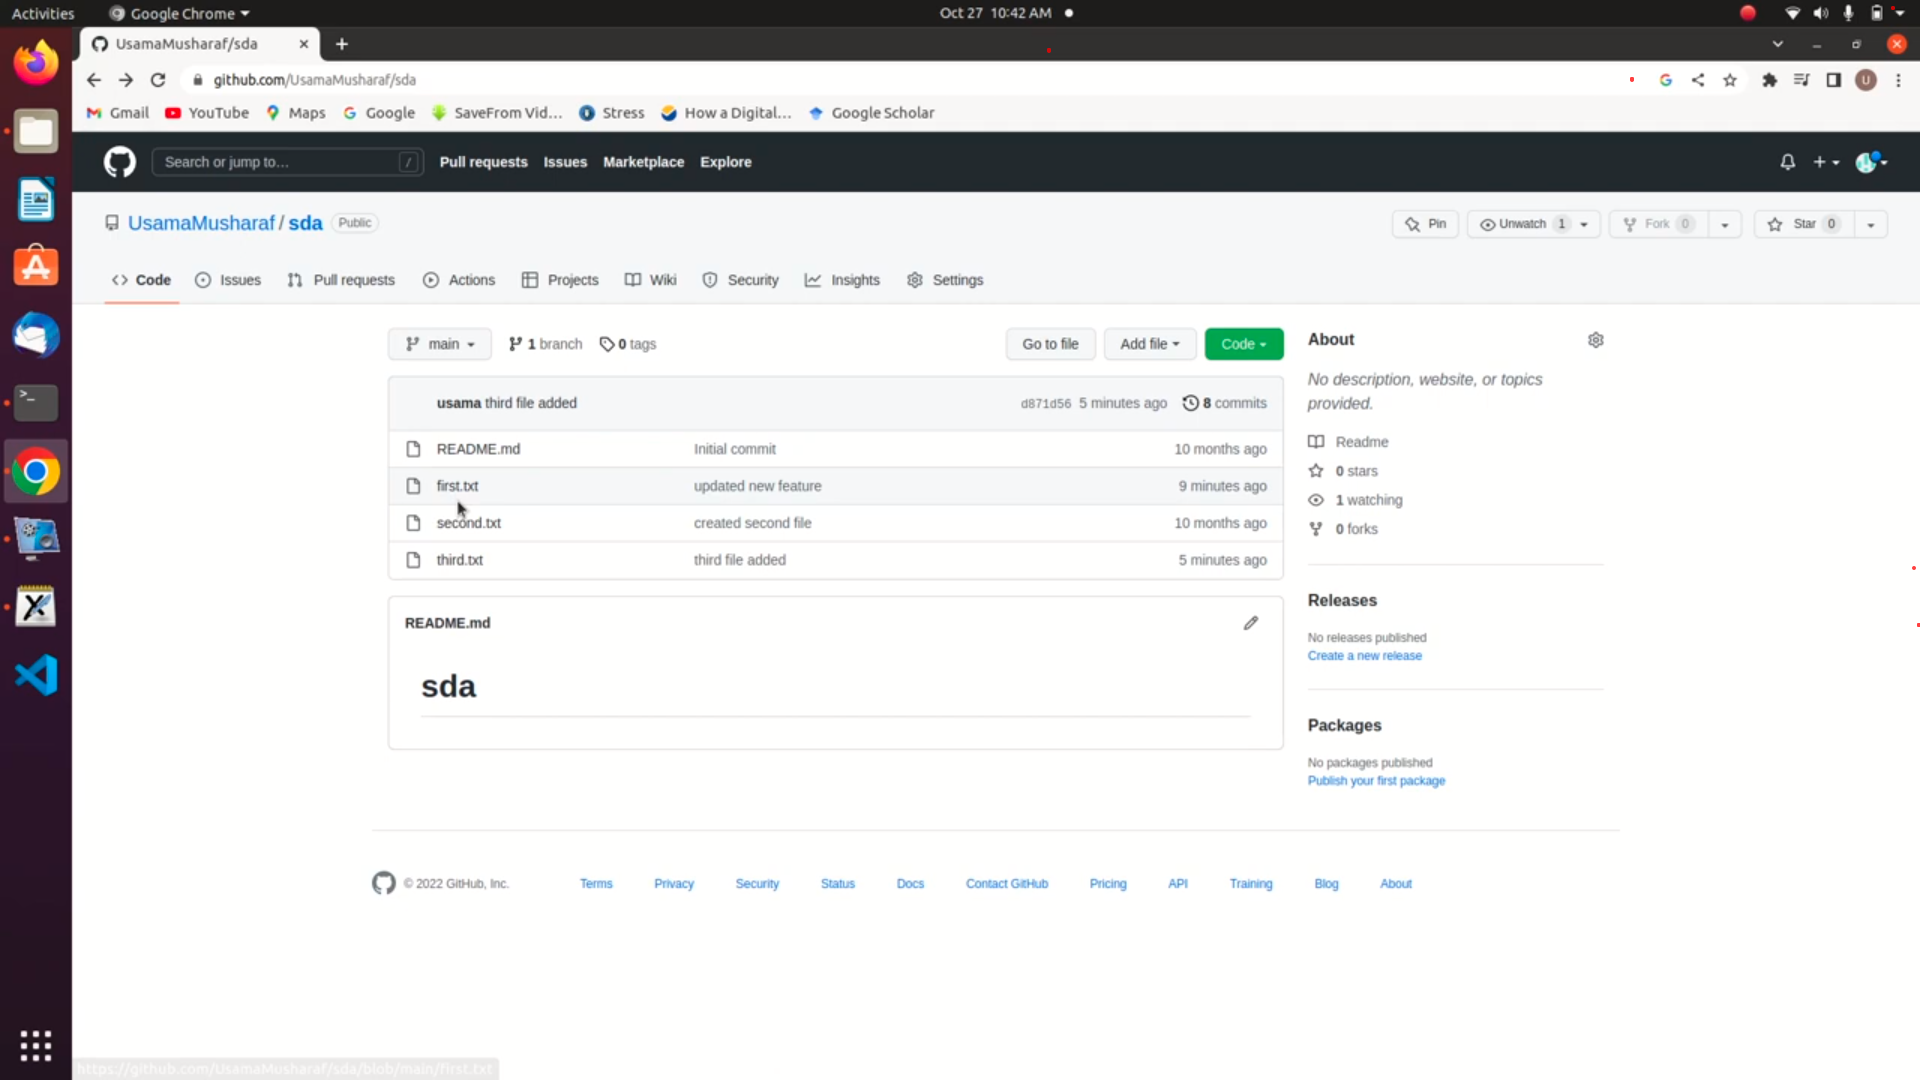 Activities Google Chrome Oct 27 10:42 AM
UsamaMusharaf/sda
github.com/UsamaMusharaf/sda U
Gmail YouTube Maps Google SaveFrom Vid... Stress How a Digital... Google Scholar
Search or jump to... / Pull requests Issues Marketplace Explore
UsamaMusharaf / sda Public Pin Unwatch 1 Fork 0 Star 0
Code Issues Pull requests Actions Projects Wiki Security Insights Settings
main 1 branch 0 tags Go to file Add file Code
usama third file added d871d56 5 minutes ago 8 commits
README.md Initial commit 10 months ago
first.txt updated new feature 9 minutes ago
second.txt created second file 10 months ago
third.txt third file added 5 minutes ago
README.md
sda
About
No description, website, or topics
provided.
Readme
0 stars
1 watching
0 forks
Releases
No releases published
Create a new release
Packages
No packages published
Publish your first package
© 2022 GitHub, Inc. Terms Privacy Security Status Docs Contact GitHub Pricing API Training Blog About
https://github.com/UsamaMusharaf/sda/blob/main/first.txt